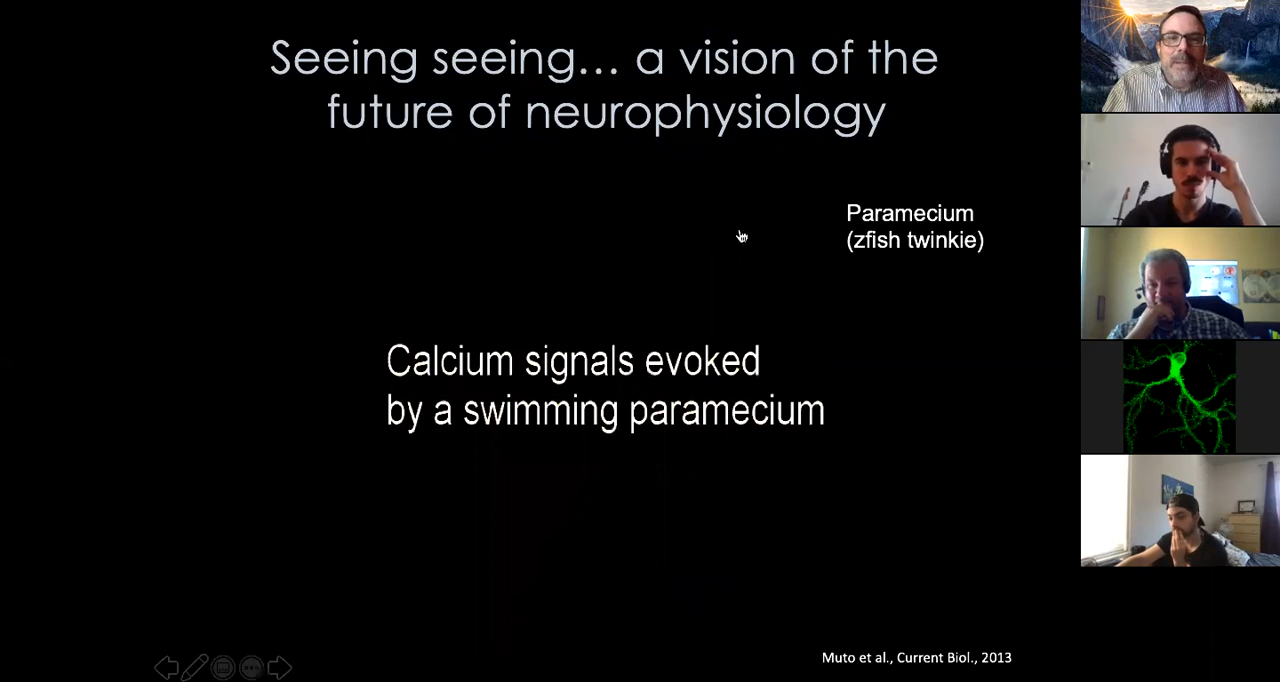 Seeing seeing... a vision of the
future of neurophysiology
Paramecium
(zfish twinkie)
Calcium signals evoked
by a swimming paramecium
Muto et al., Current Biol., 2013